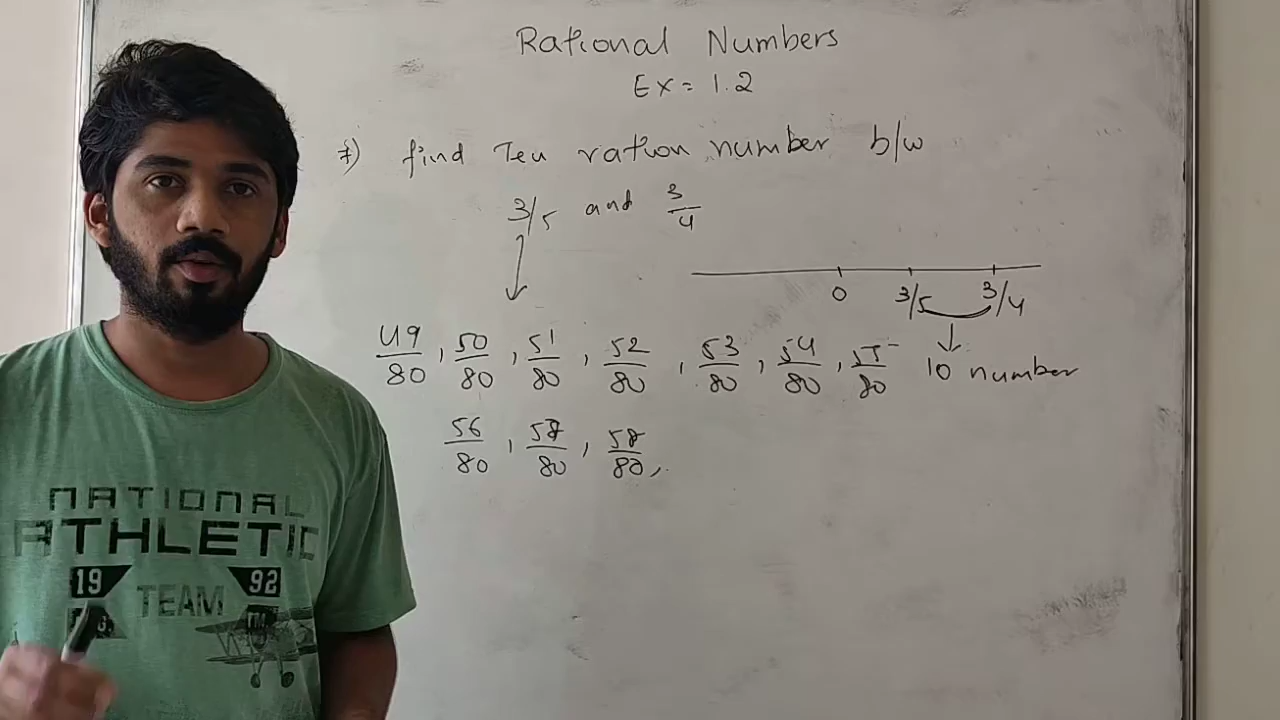 Rational Numbers
Ex = 1.2
7) find Ten ration number b/w
3/5 and 3/4
0 3/5 3/4
49/80, 50/80, 51/80, 52/80, 53/80, 54/80, 55/80 10 number
56/80, 57/80, 58/80,
NATIONAL
ATHLETIC
19 TEAM 92